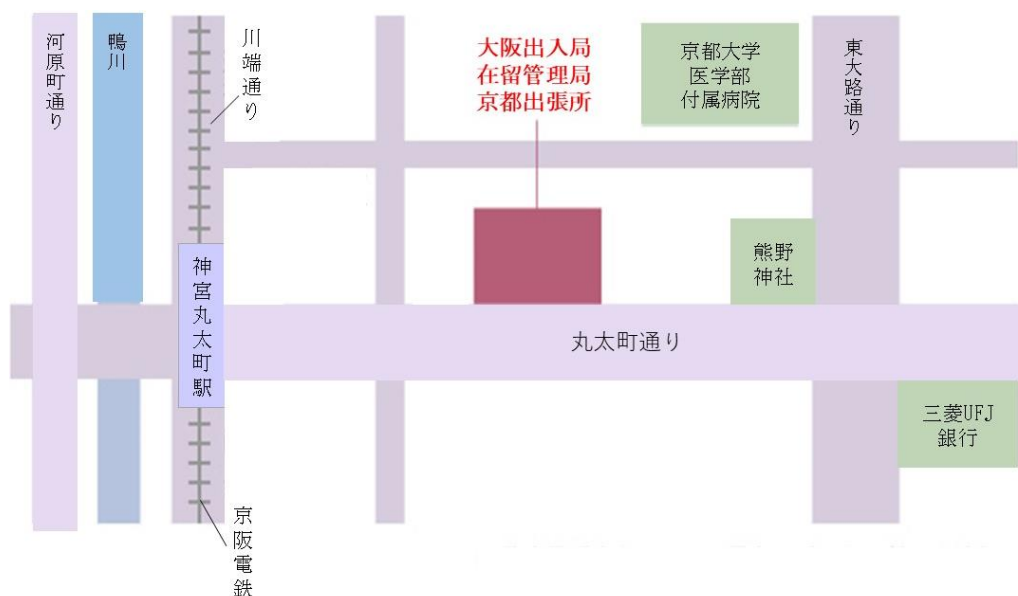 河原町通り
鴨川
川端通り
大阪出入局
在留管理局
京都出張所
京都大学
医学部
付属病院
東大路通り
神宮丸太町駅
熊野
神社
丸太町通り
三菱UFJ
銀行
京阪電鉄